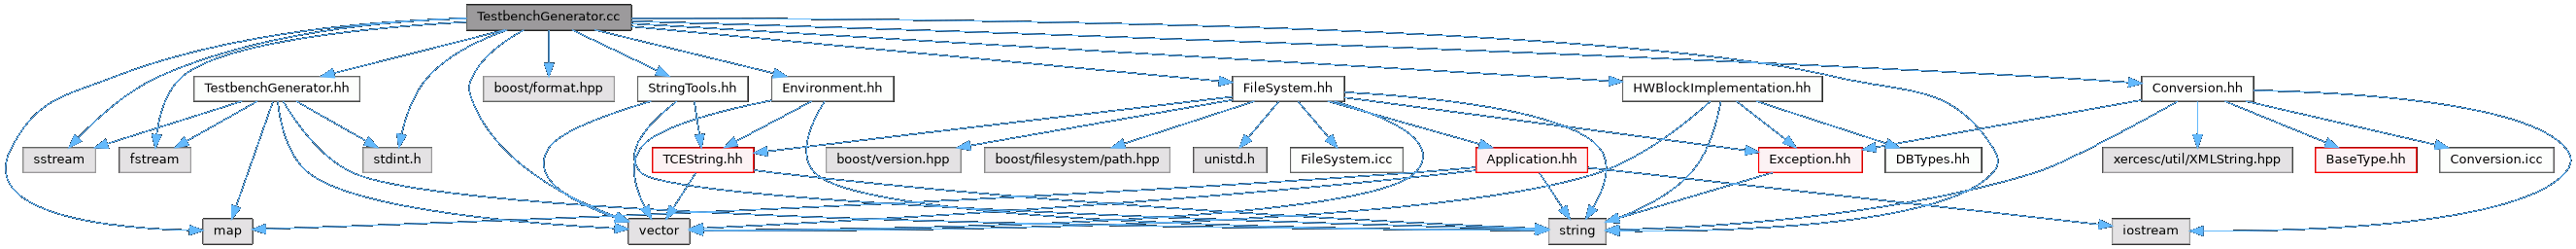 TestbenchGenerator.cc
TestbenchGenerator.hh
boost/format.hpp
StringTools.hh
Environment.hh
FileSystem.hh
HWBlockImplementation.hh
Conversion.hh
sstream
fstream
stdint.h
TCEString.hh
boost/version.hpp
boost/filesystem/path.hpp
unistd.h
FileSystem.icc
Application.hh
Exception.hh
DBTypes.hh
xercesc/util/XMLString.hpp
BaseType.hh
Conversion.icc
map
vector
string
iostream